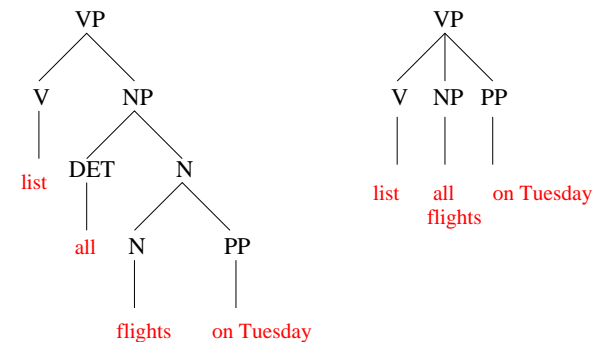 VP VP
V NP V NP PP
list DET N list all on Tuesday
flights
all N PP
flights on Tuesday